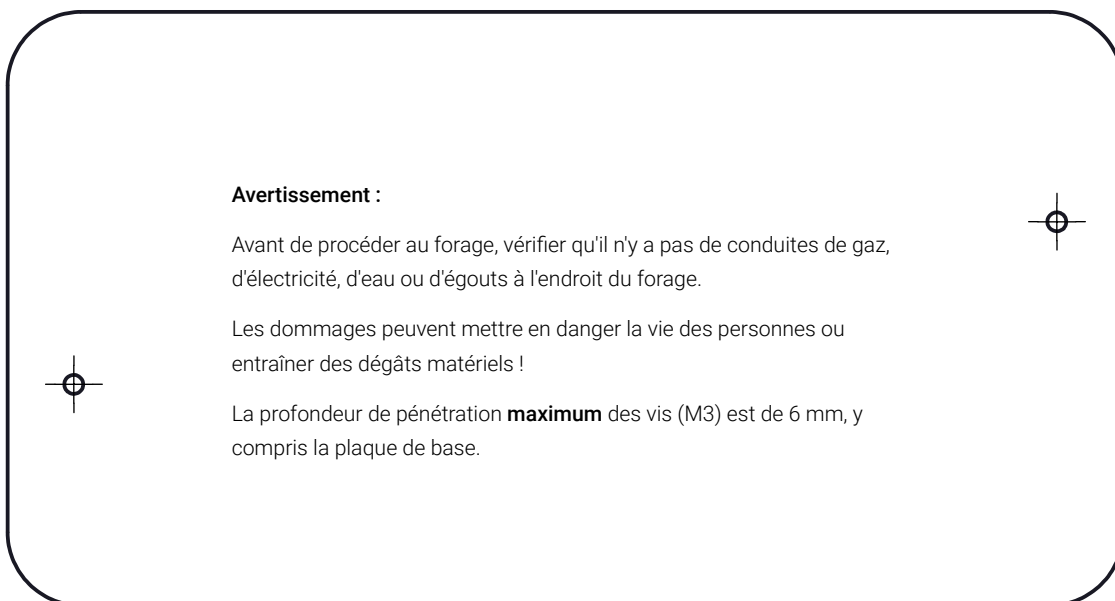 Avertissement :
Avant de procéder au forage, vérifier qu'il n'y a pas de conduites de gaz,
d'électricité, d'eau ou d'égouts à l'endroit du forage.
Les dommages peuvent mettre en danger la vie des personnes ou
entraîner des dégâts matériels !
La profondeur de pénétration maximum des vis (M3) est de 6 mm, y
compris la plaque de base.